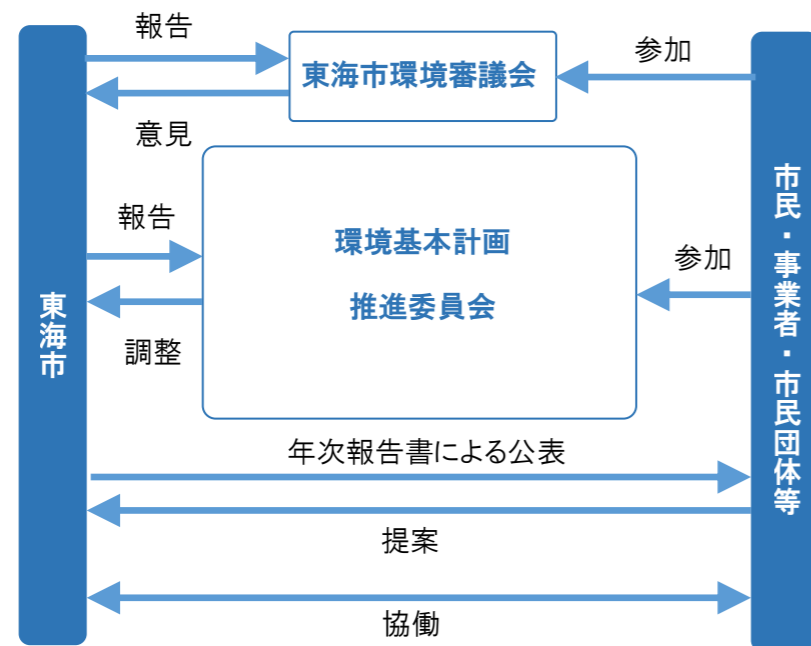 報告
東海市環境審議会
参加
意見
報告
環境基本計画
推進委員会
参加
調整
東海市
市民・事業者・市民団体等
年次報告書による公表
提案
協働